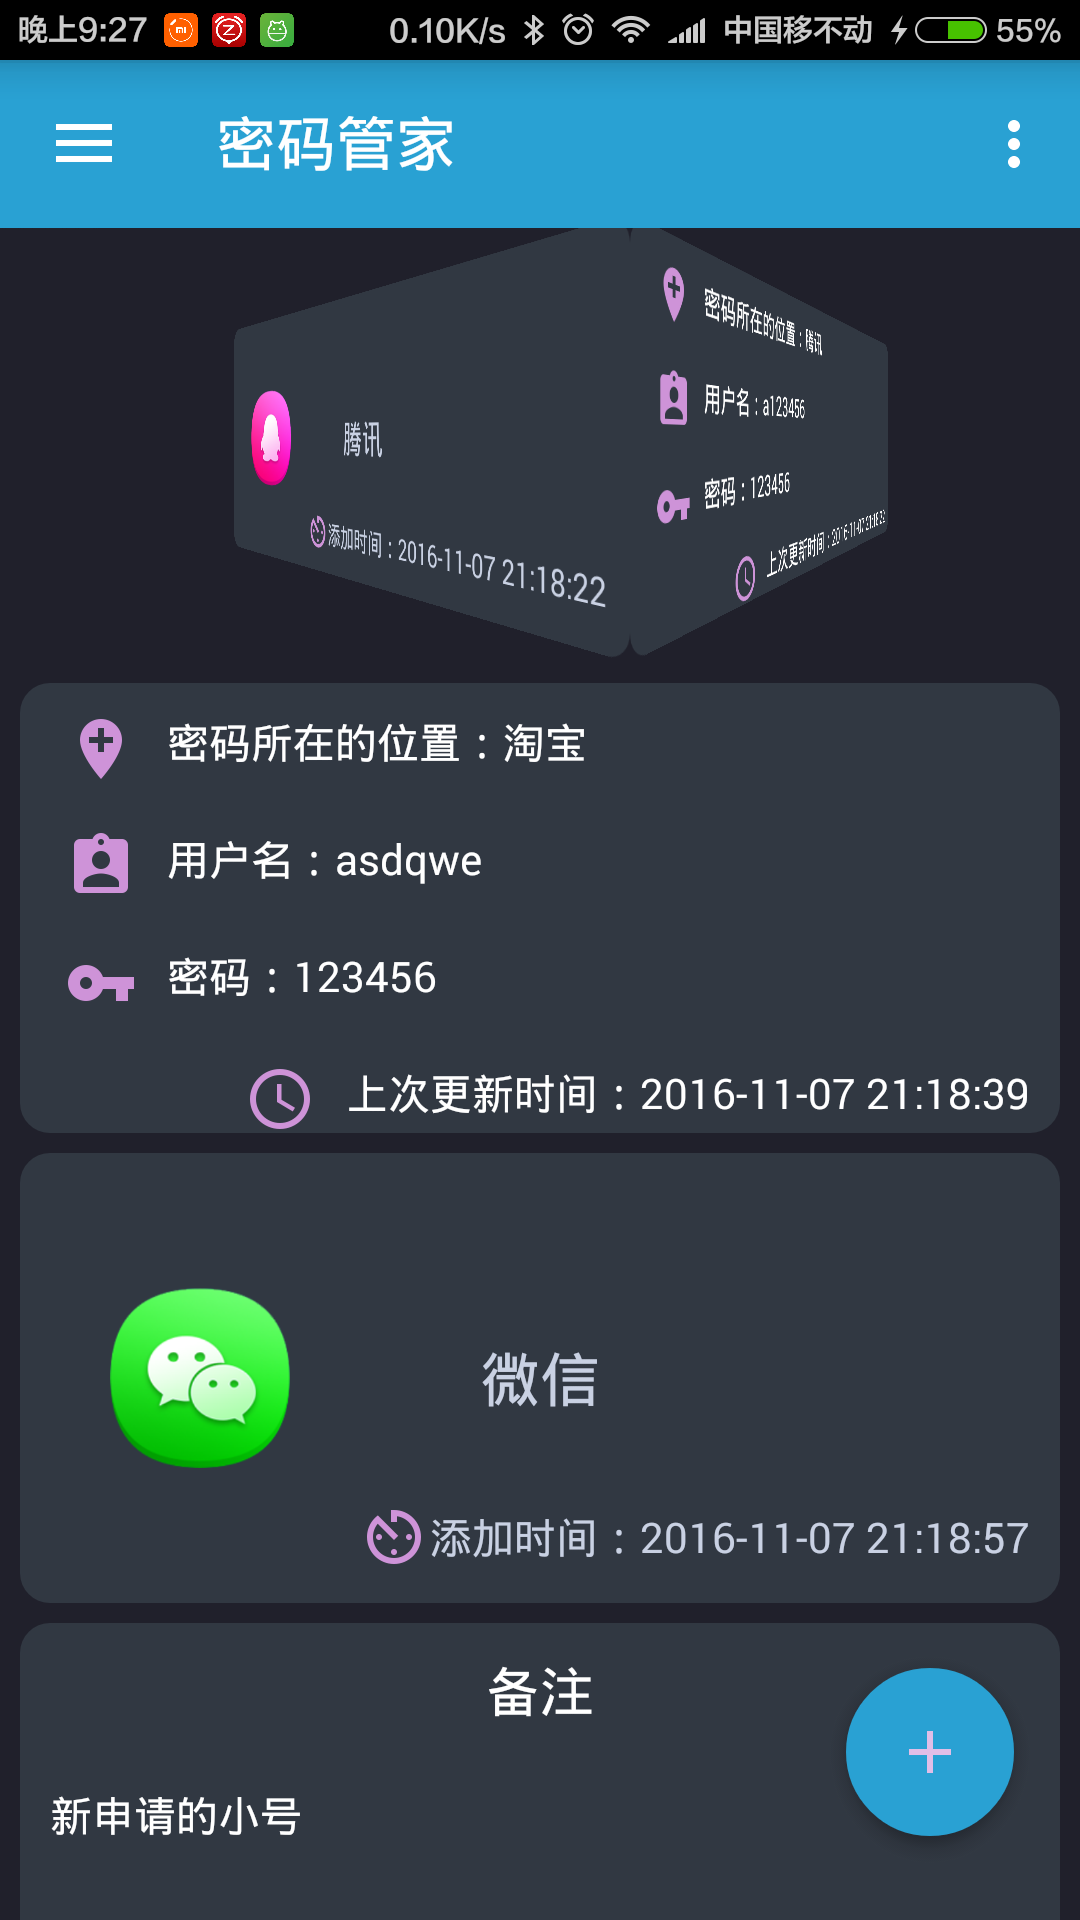 晚上9:27 0.10K/s 中国移不动 55%
密码管家
腾讯
添加时间：2016-11-07 21:18:22
密码所在的位置：腾讯
用户名：a123456
密码：123456
上次更新时间：2016-11-07 21:18:22
密码所在的位置：淘宝
用户名：asdqwe
密码：123456
上次更新时间：2016-11-07 21:18:39
微信
添加时间：2016-11-07 21:18:57
备注
新申请的小号